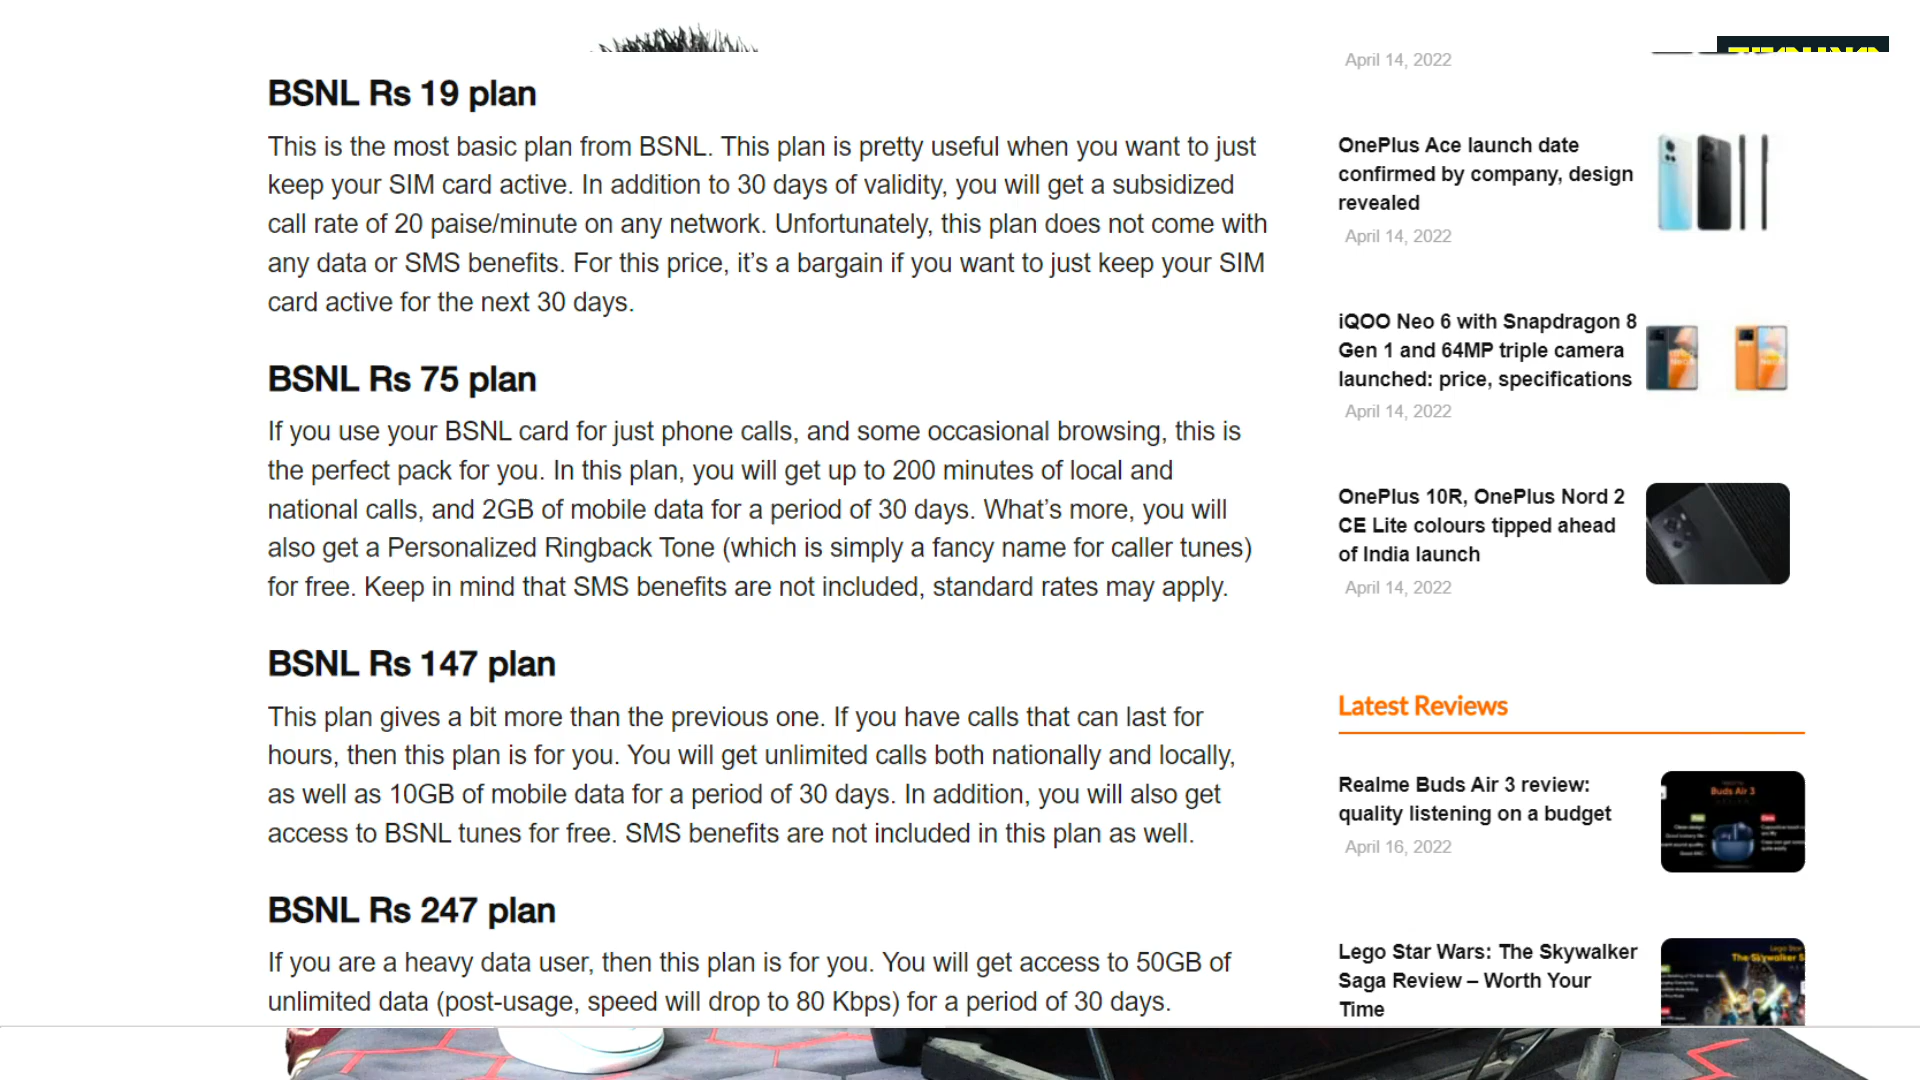 BSNL Rs 19 plan
This is the most basic plan from BSNL. This plan is pretty useful when you want to just
keep your SIM card active. In addition to 30 days of validity, you will get a subsidized
call rate of 20 paise/minute on any network. Unfortunately, this plan does not come with
any data or SMS benefits. For this price, it’s a bargain if you want to just keep your SIM
card active for the next 30 days.
BSNL Rs 75 plan
If you use your BSNL card for just phone calls, and some occasional browsing, this is
the perfect pack for you. In this plan, you will get up to 200 minutes of local and
national calls, and 2GB of mobile data for a period of 30 days. What’s more, you will
also get a Personalized Ringback Tone (which is simply a fancy name for caller tunes)
for free. Keep in mind that SMS benefits are not included, standard rates may apply.
BSNL Rs 147 plan
This plan gives a bit more than the previous one. If you have calls that can last for
hours, then this plan is for you. You will get unlimited calls both nationally and locally,
as well as 10GB of mobile data for a period of 30 days. In addition, you will also get
access to BSNL tunes for free. SMS benefits are not included in this plan as well.
BSNL Rs 247 plan
If you are a heavy data user, then this plan is for you. You will get access to 50GB of
unlimited data (post-usage, speed will drop to 80 Kbps) for a period of 30 days.
April 14, 2022
OnePlus Ace launch date
confirmed by company, design
revealed
April 14, 2022
iQOO Neo 6 with Snapdragon 8
Gen 1 and 64MP triple camera
launched: price, specifications
April 14, 2022
OnePlus 10R, OnePlus Nord 2
CE Lite colours tipped ahead
of India launch
April 14, 2022
Latest Reviews
Realme Buds Air 3 review:
quality listening on a budget
April 16, 2022
Buds Air 3
Lego Star Wars: The Skywalker
Saga Review – Worth Your
Time